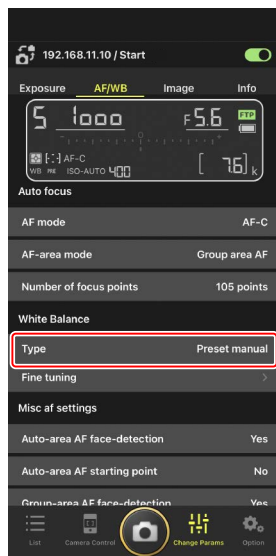 192.168.11.10 / Start
Exposure AF/WB Image Info
S 1000 F5.6 FTP
AF-C
WB PRE ISO-AUTO 400 [ 7.6] k
Auto focus
AF mode AF-C
AF-area mode Group area AF
Number of focus points 105 points
White Balance
Type Preset manual
Fine tuning >
Misc af settings
Auto-area AF face-detection Yes
Auto-area AF starting point No
Group-area AF face-detection Yes
List Camera Control Change Params Option